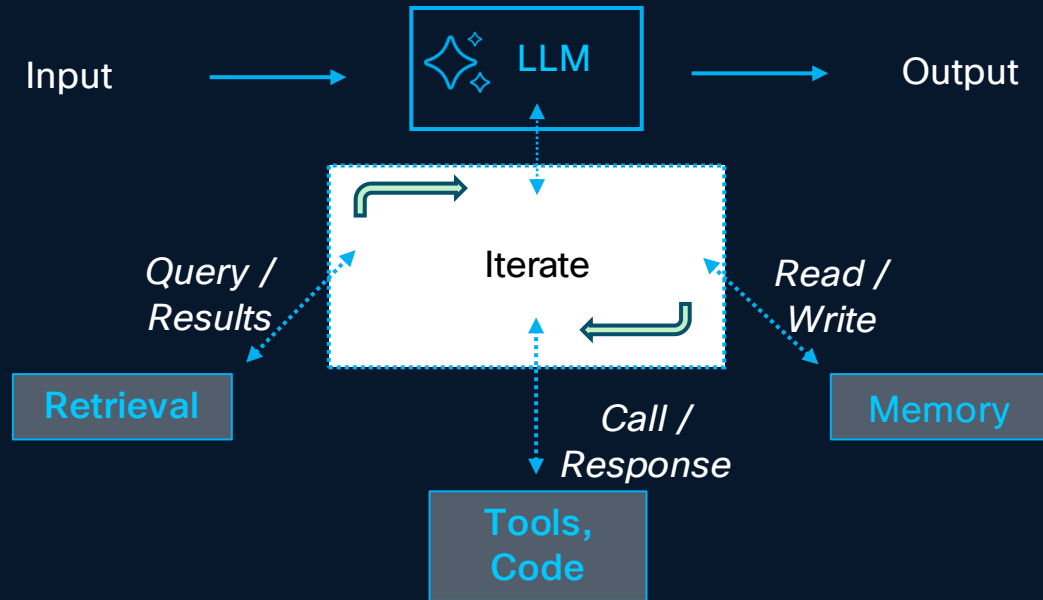 Input
LLM
Output
Iterate
Query /
Results
Read /
Write
Retrieval
Call /
Response
Memory
Tools,
Code